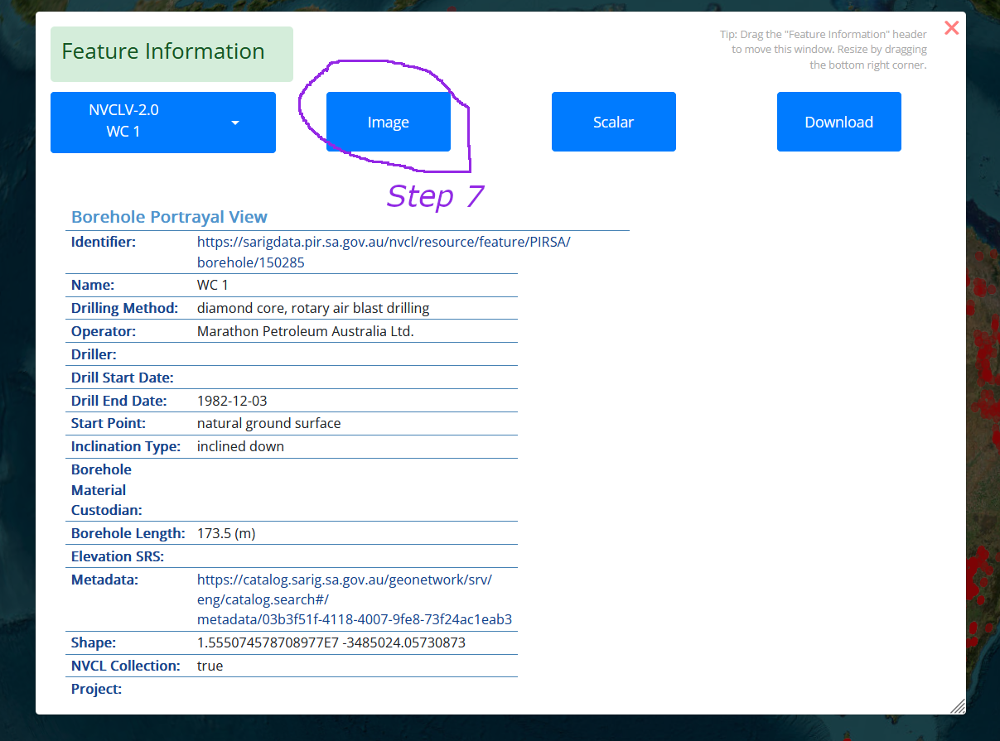 Feature Information
Tip: Drag the "Feature Information" header
to move this window. Resize by dragging
the bottom right corner.
NVCLV-2.0
WC 1
Image
Scalar
Download
Step 7
Borehole Portrayal View
Identifier: https://sarigdata.pir.sa.gov.au/nvcl/resource/feature/PIRSA/
borehole/150285
Name: WC 1
Drilling Method: diamond core, rotary air blast drilling
Operator: Marathon Petroleum Australia Ltd.
Driller:
Drill Start Date:
Drill End Date: 1982-12-03
Start Point: natural ground surface
Inclination Type: inclined down
Borehole
Material
Custodian:
Borehole Length: 173.5 (m)
Elevation SRS:
Metadata: https://catalog.sarig.sa.gov.au/geonetwork/srv/
eng/catalog.search#/
metadata/03b3f51f-4118-4007-9fe8-73f24ac1eab3
Shape: 1.555074578708977E7 -3485024.05730873
NVCL Collection: true
Project: